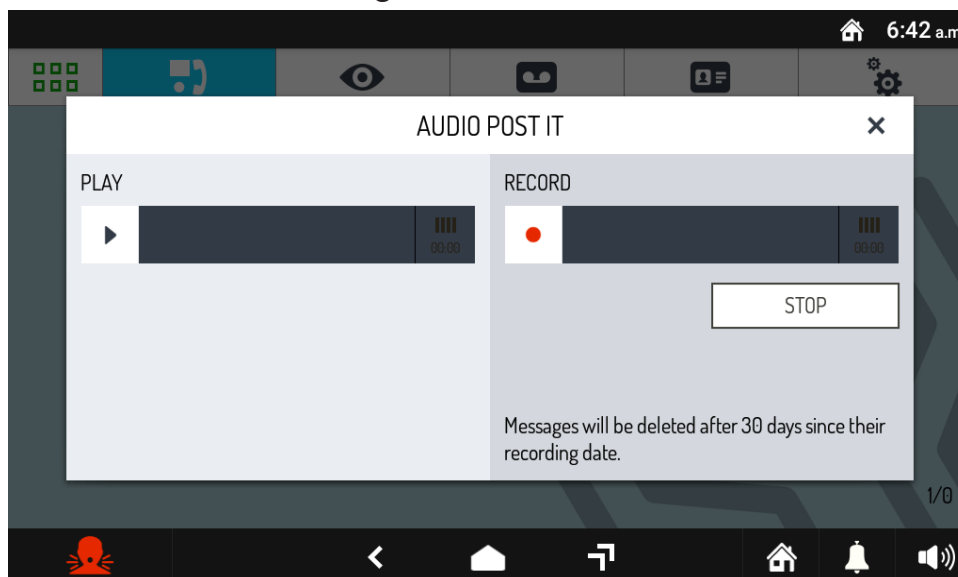 6:42 a.m
AUDIO POST IT
PLAY
RECORD
00:00
00:00
STOP
Messages will be deleted after 30 days since their
recording date.
1/0